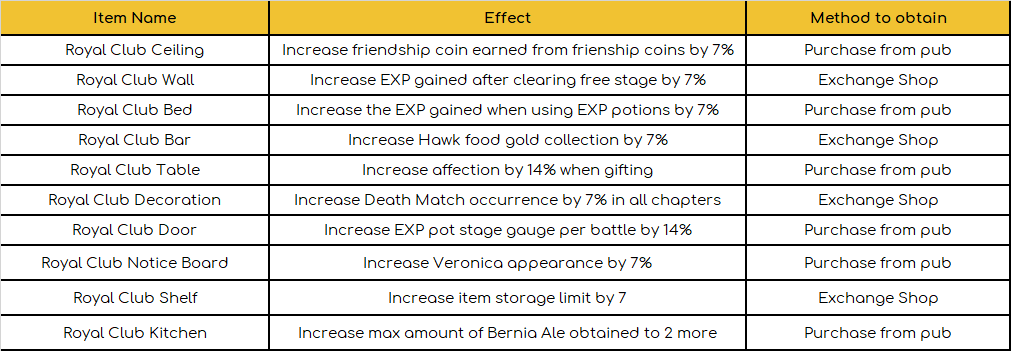 Item Name Effect Method to obtain
Royal Club Ceiling Increase friendship coin earned from frienship coins by 7% Purchase from pub
Royal Club Wall Increase EXP gained after clearing free stage by 7% Exchange Shop
Royal Club Bed Increase the EXP gained when using EXP potions by 7% Purchase from pub
Royal Club Bar Increase Hawk food gold collection by 7% Exchange Shop
Royal Club Table Increase affection by 14% when gifting Purchase from pub
Royal Club Decoration Increase Death Match occurrence by 7% in all chapters Exchange Shop
Royal Club Door Increase EXP pot stage gauge per battle by 14% Purchase from pub
Royal Club Notice Board Increase Veronica appearance by 7% Purchase from pub
Royal Club Shelf Increase item storage limit by 7 Exchange Shop
Royal Club Kitchen Increase max amount of Bernia Ale obtained to 2 more Purchase from pub